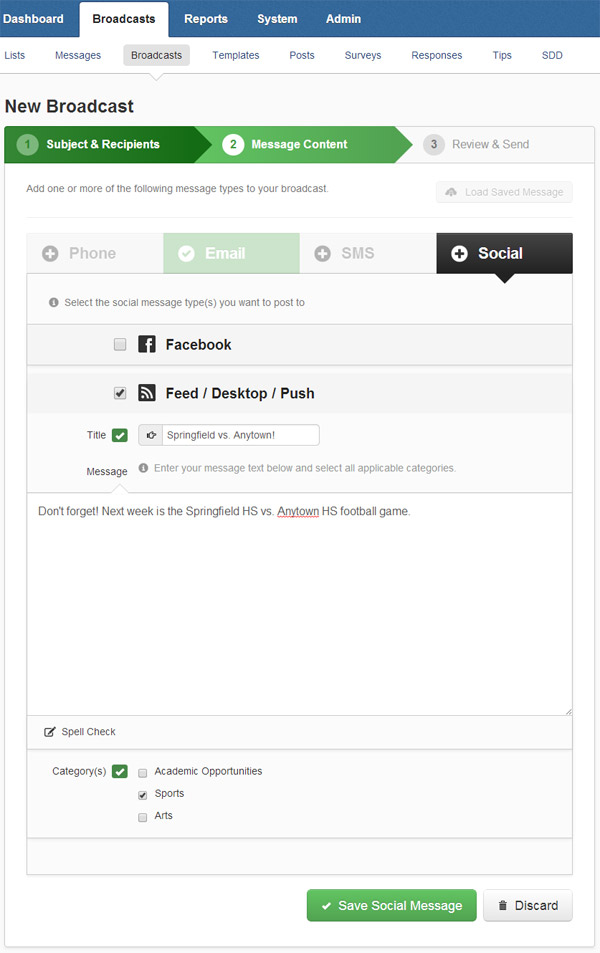 Dashboard Broadcasts Reports System Admin
Lists Messages Broadcasts Templates Posts Surveys Responses Tips SDD
New Broadcast
1 Subject & Recipients 2 Message Content 3 Review & Send
Add one or more of the following message types to your broadcast.
Load Saved Message
Phone Email SMS Social
Select the social message type(s) you want to post to
Facebook
Feed / Desktop / Push
Title Springfield vs. Anytown!
Message Enter your message text below and select all applicable categories.
Don't forget! Next week is the Springfield HS vs. Anytown HS football game.
Spell Check
Category(s) Academic Opportunities
Sports
Arts
Save Social Message Discard